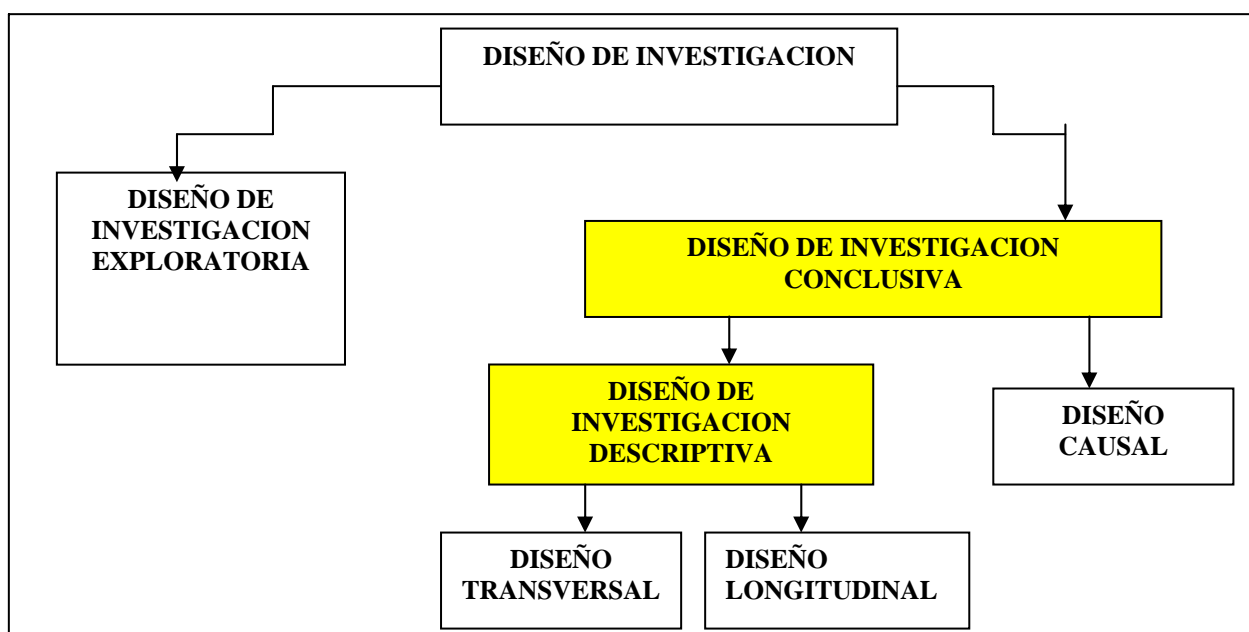 DISEÑO DE INVESTIGACION
DISEÑO DE
INVESTIGACION
EXPLORATORIA
DISEÑO DE INVESTIGACION
CONCLUSIVA
DISEÑO DE
INVESTIGACION
DESCRIPTIVA
DISEÑO
CAUSAL
DISEÑO
TRANSVERSAL
DISEÑO
LONGITUDINAL